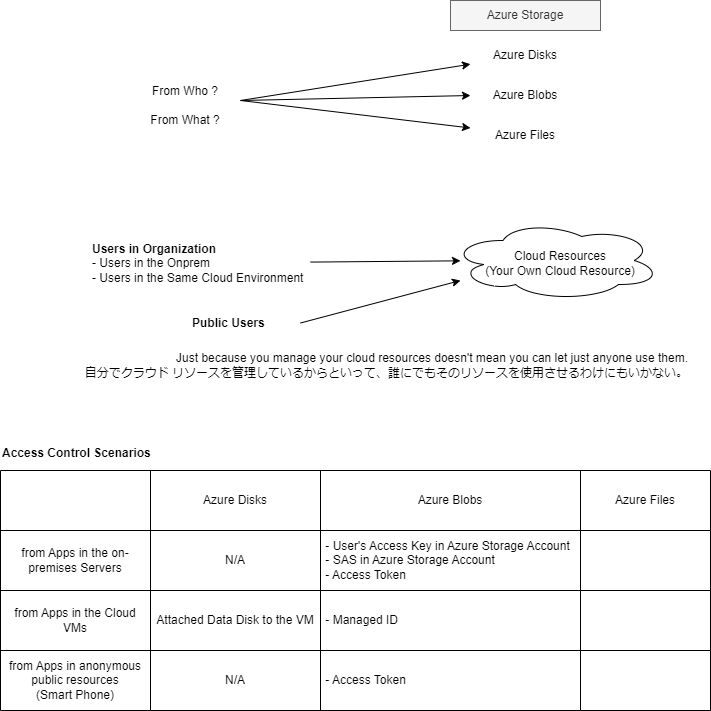 Azure Storage
Azure Disks
From Who ?
Azure Blobs
From What ?
Azure Files
Users in Organization
- Users in the Onprem
- Users in the Same Cloud Environment
Cloud Resources
(Your Own Cloud Resource)
Public Users
Just because you manage your cloud resources doesn't mean you can let just anyone use them.
自分でクラウド リソースを管理しているからといって、誰にでもそのリソースを使用させるわけにもいかない。
Access Control Scenarios
Azure Disks
Azure Blobs
Azure Files
from Apps in the on-
premises Servers
N/A
- User's Access Key in Azure Storage Account
- SAS in Azure Storage Account
- Access Token
from Apps in the Cloud
VMs
Attached Data Disk to the VM
- Managed ID
from Apps in anonymous
public resources
(Smart Phone)
N/A
- Access Token